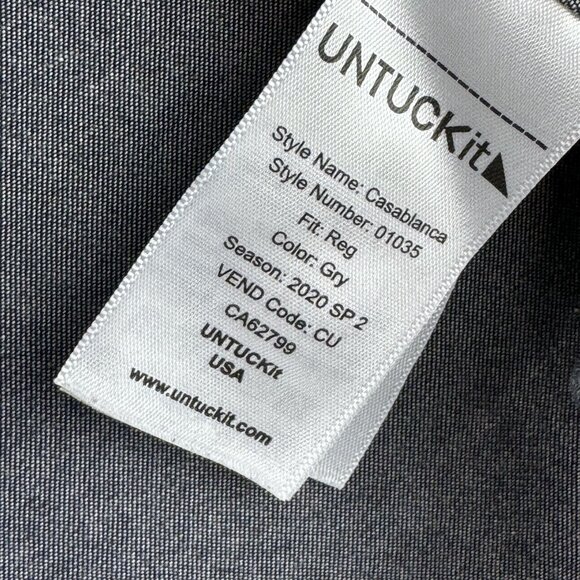 UNTUCKit
Style Name: Casablanca
Style Number: 01035
Fit: Reg
Color: Gry
Season: 2020 SP 2
VEND Code: CU
CA62799
UNTUCKit
USA
www.untuckit.com